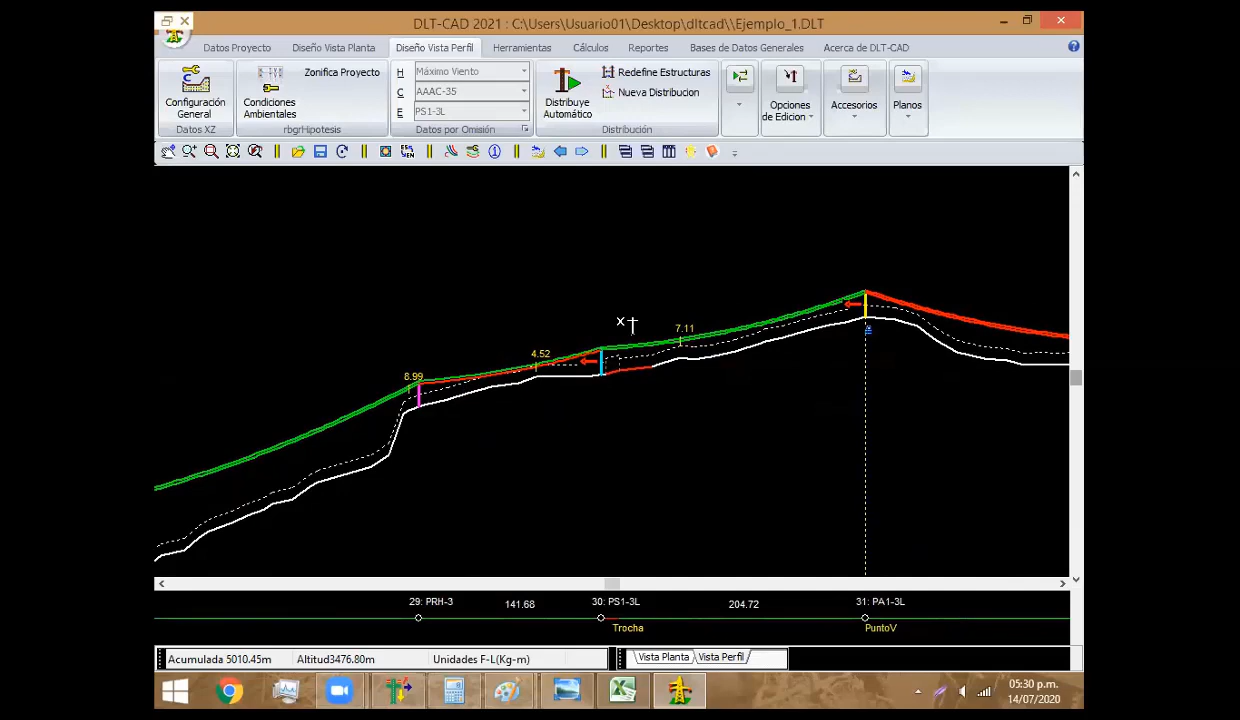 DLT-CAD 2021 : C:\Users\Usuario01\Desktop\dltcad\\Ejemplo_1.DLT
Datos Proyecto
Diseño Vista Planta
Diseño Vista Perfil
Herramientas
Cálculos
Reportes
Bases de Datos Generales
Acerca de DLT-CAD
Configuración
General
Datos XZ
Zonifica Proyecto
Condiciones
Ambientales
rbgrHipotesis
H Máximo Viento
C AAAC-35
E PS1-3L
Datos por Omisión
Distribuye
Automático
Redefine Estructuras
Nueva Distribucion
Distribución
Opciones
de Edicion
Accesorios
Planos
7.11
4.52
8.99
29: PRH-3
141.68
30: PS1-3L
204.72
31: PA1-3L
Trocha
PuntoV
Acumulada 5010.45m
Altitud3476.80m
Unidades F-L(Kg-m)
Vista Planta
Vista Perfil
05:30 p.m.
14/07/2020